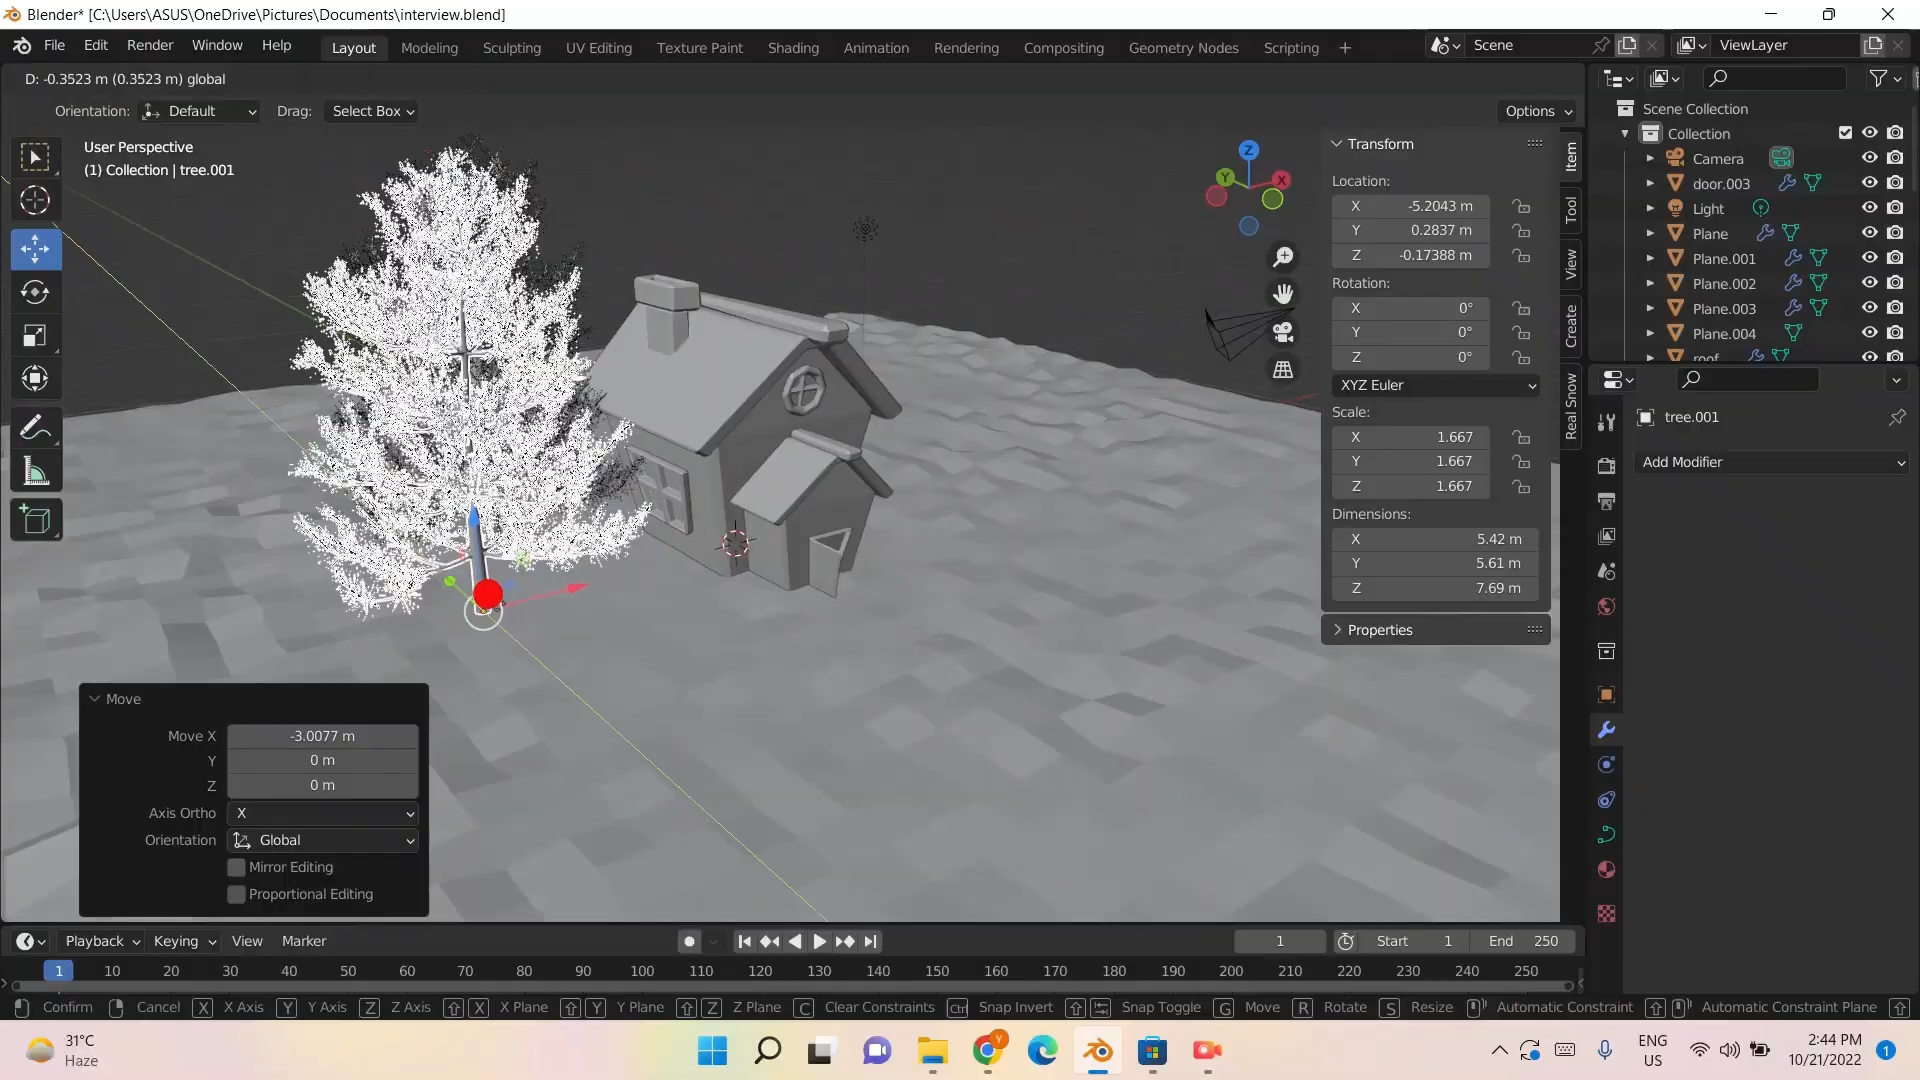 Blender* [C:\Users\ASUS\OneDrive\Pictures\Documents\interview.blend]
File Edit Render Window Help Layout Modeling Sculpting UV Editing Texture Paint Shading Animation Rendering Compositing Geometry Nodes Scripting + Scene ViewLayer
D: -0.3523 m (0.3523 m) global
Orientation: Default Drag: Select Box Options
User Perspective
(1) Collection | tree.001
Z
Y
X
Transform
Location:
X -5.2043 m
Y 0.2837 m
Z -0.17388 m
Rotation:
X 0°
Y 0°
Z 0°
XYZ Euler
Scale:
X 1.667
Y 1.667
Z 1.667
Dimensions:
X 5.42 m
Y 5.61 m
Z 7.69 m
Properties
Item
Tool
View
Create
Real Snow
Scene Collection
Collection
Camera
door.003
Light
Plane
Plane.001
Plane.002
Plane.003
Plane.004
roof
tree.001
Add Modifier
Move
Move X -3.0077 m
Y 0 m
Z 0 m
Axis Ortho X
Orientation Global
Mirror Editing
Proportional Editing
Playback Keying View Marker 1 Start 1 End 250
1 10 20 30 40 50 60 70 80 90 100 110 120 130 140 150 160 170 180 190 200 210 220 230 240 250
Confirm Cancel X X Axis Y Y Axis Z Z Axis X X Plane Y Y Plane Z Z Plane C Clear Constraints Ctrl Snap Invert Snap Toggle G Move R Rotate S Resize Automatic Constraint Automatic Constraint Plane
31°C
Haze
Y
ENG
US
2:44 PM
10/21/2022
1